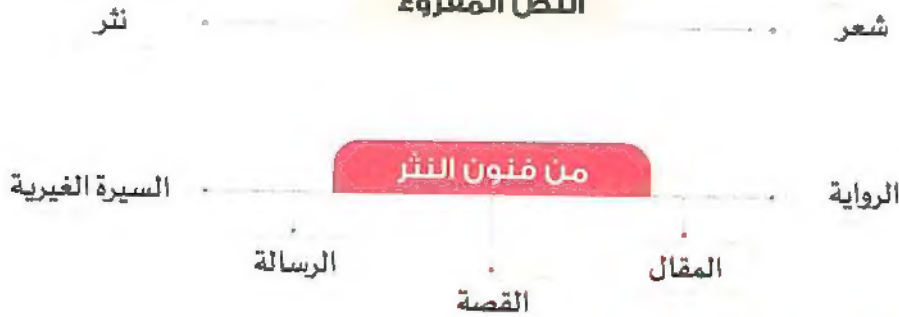 النص المقروء
شعر نثر
من فنون النثر
الرواية السيرة الغيرية
المقال الرسالة
القصة